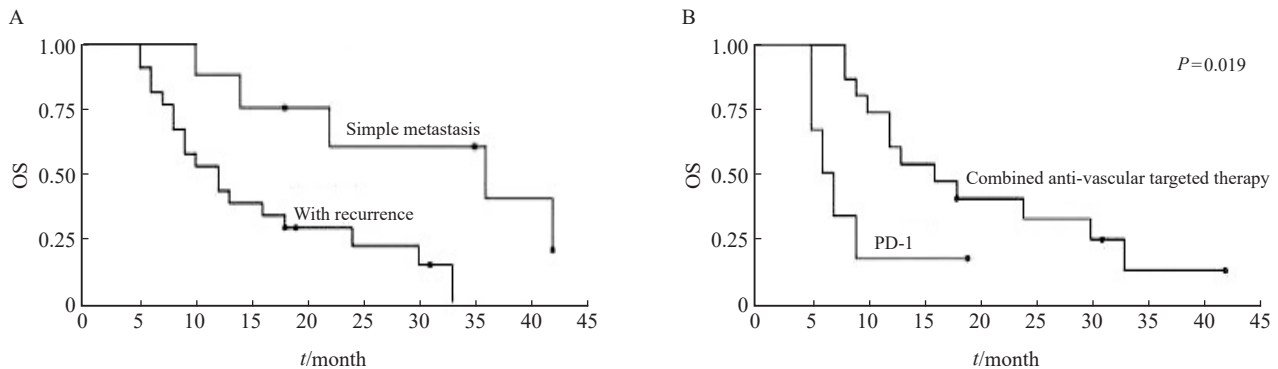 A
OS
1.00
0.75
0.50
0.25
0
Simple metastasis
With recurrence
0 5 10 15 20 25 30 35 40 45
t/month
B
OS
1.00
0.75
0.50
0.25
0
P=0.019
Combined anti-vascular targeted therapy
PD-1
0 5 10 15 20 25 30 35 40 45
t/month